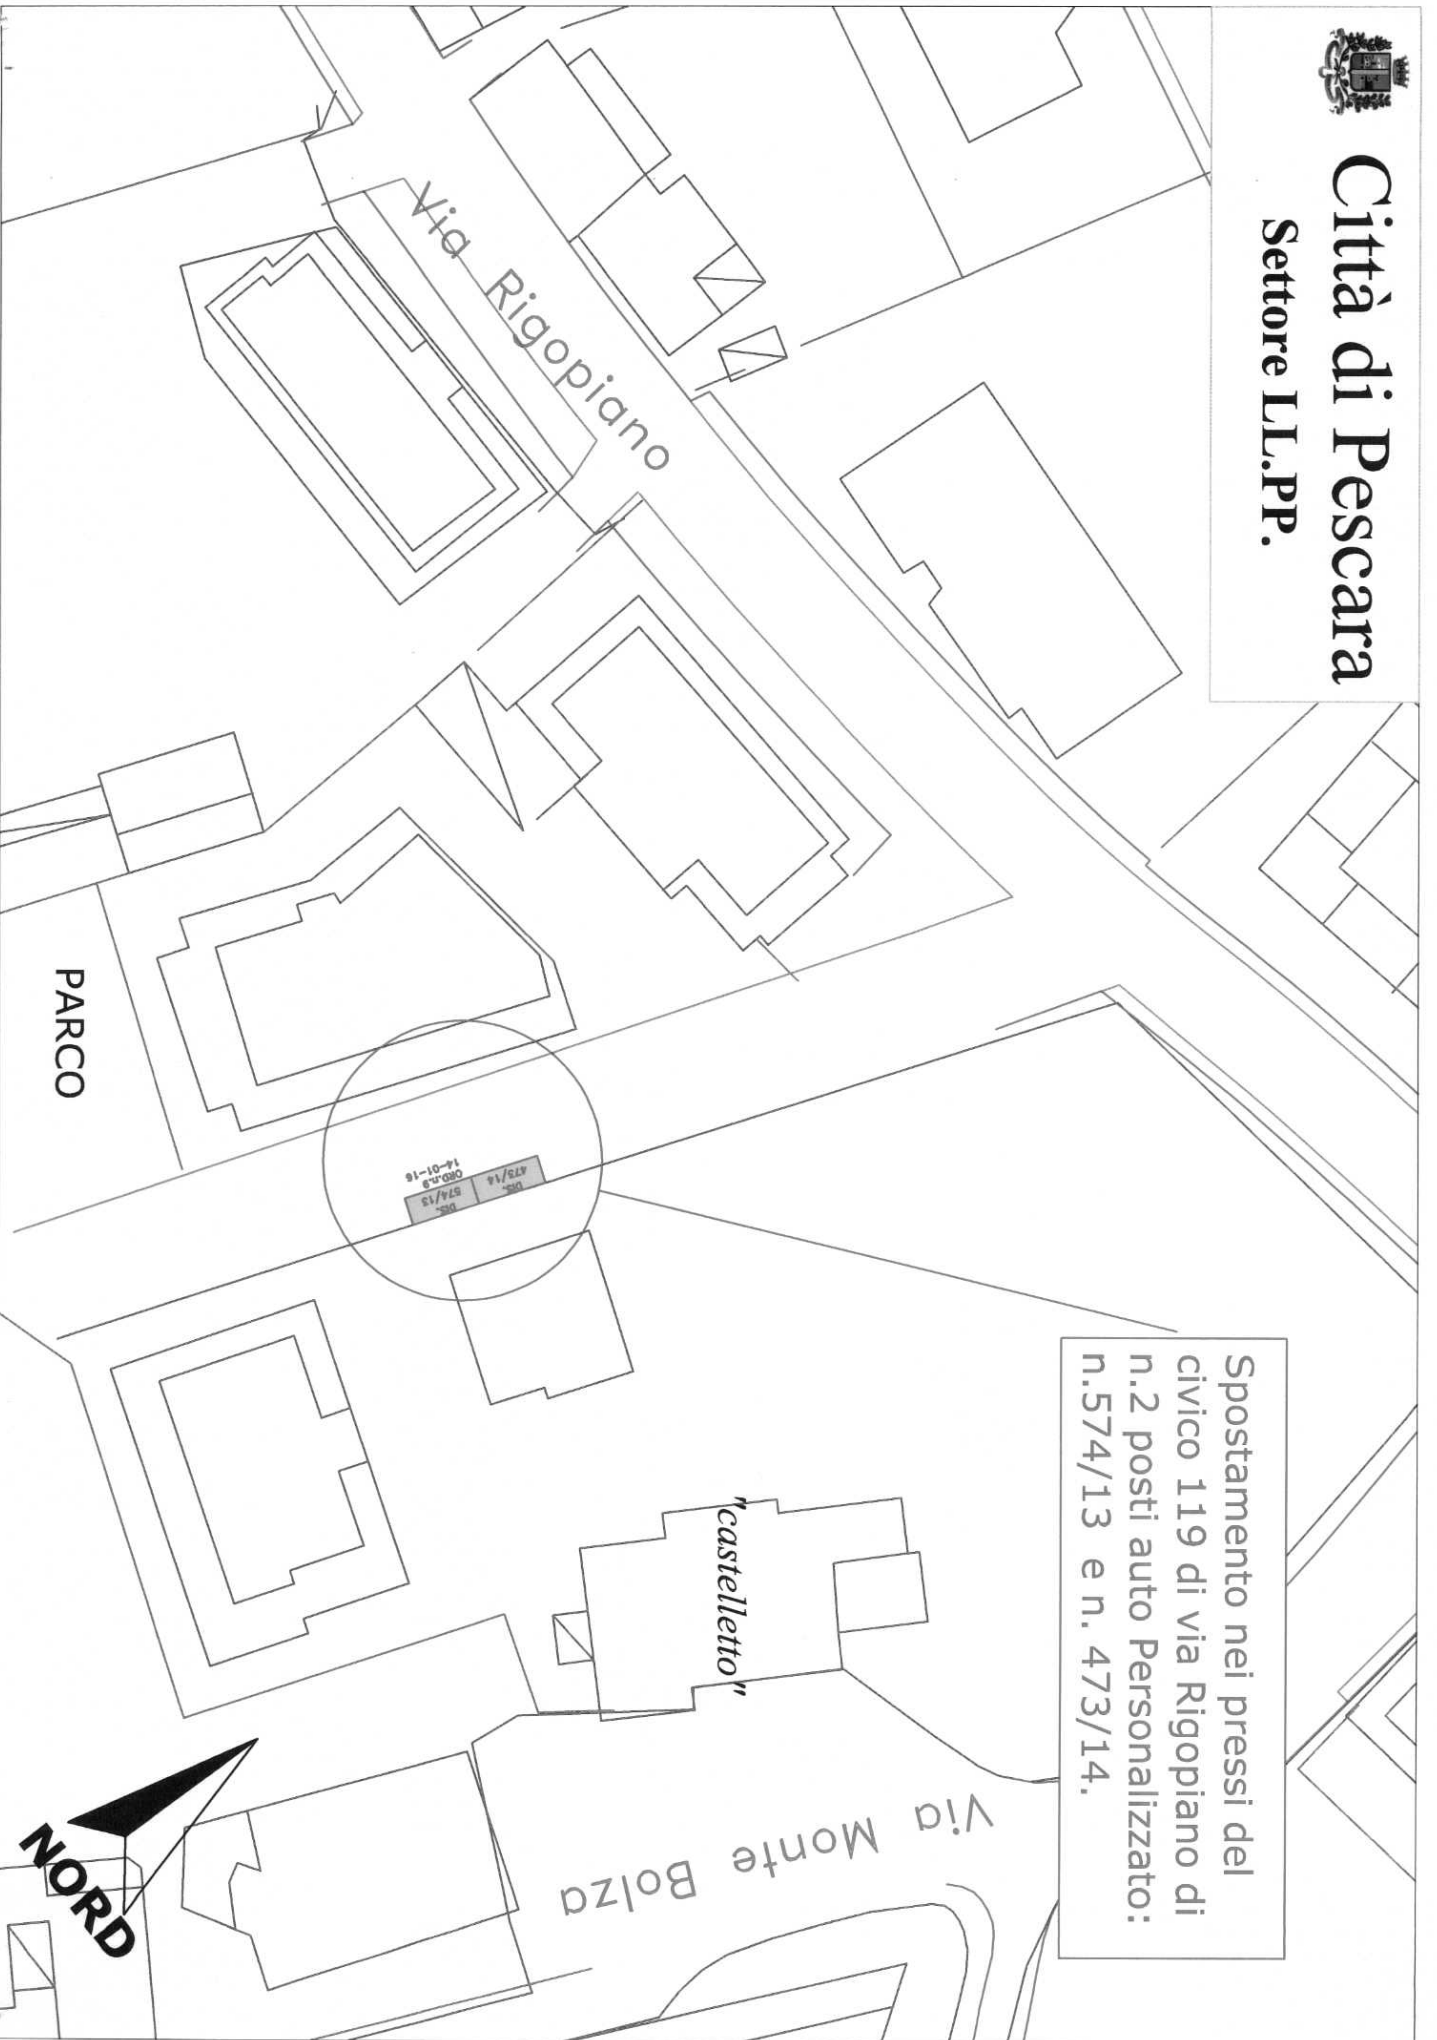 Città di Pescara
Settore LL.PP.
Via Rigopiano
Spostamento nei pressi del
civico 119 di via Rigopiano di
n.2 posti auto Personalizzato:
n.574/13 e n. 473/14.
DIS.
473/14
DIS.
574/13
ORD.n.9
14-01-16
PARCO
"castelletto"
Via Monte Bolza
NORD